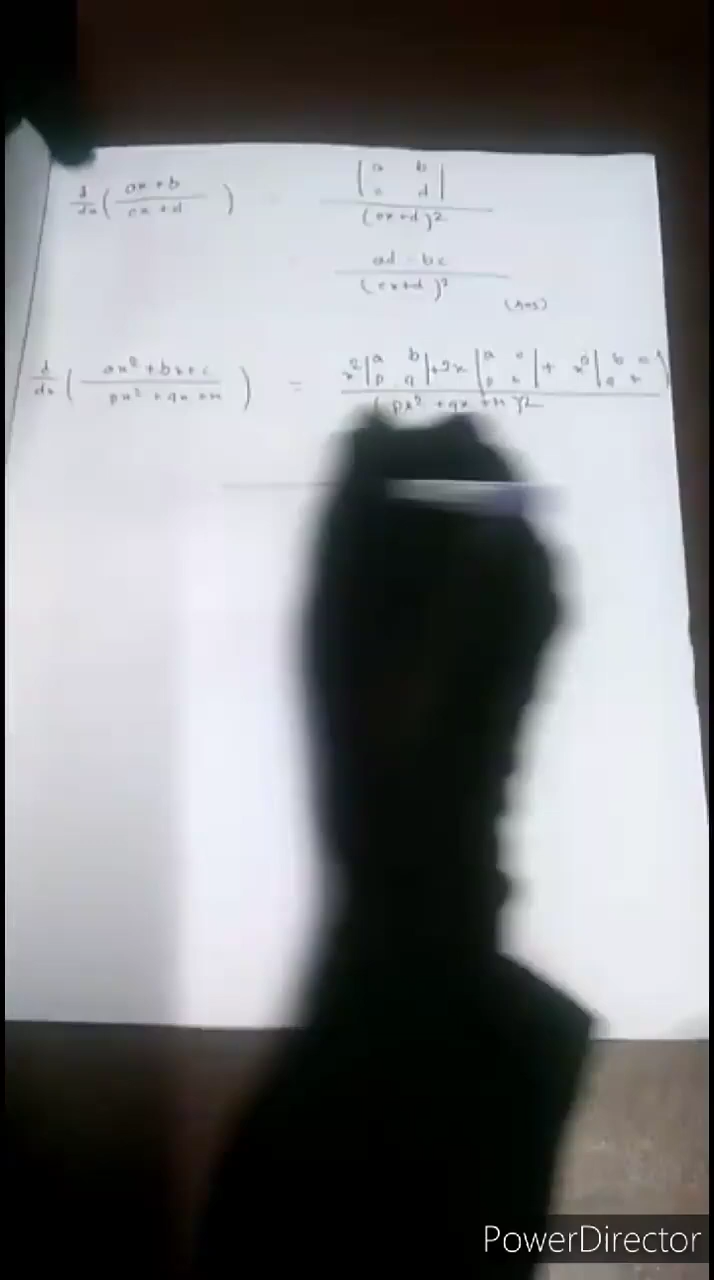 d/dx ( ax + b / cx + d ) | a b c d | / (cx+d)²
ad - bc / (cx+d)²
(Ans)
d/dx ( ax² + bx + c / px² + qx + r ) = x² | a b p q | + 2x | a c p r | + x⁰ | b c q r | / (px² + qx + r)²
PowerDirector